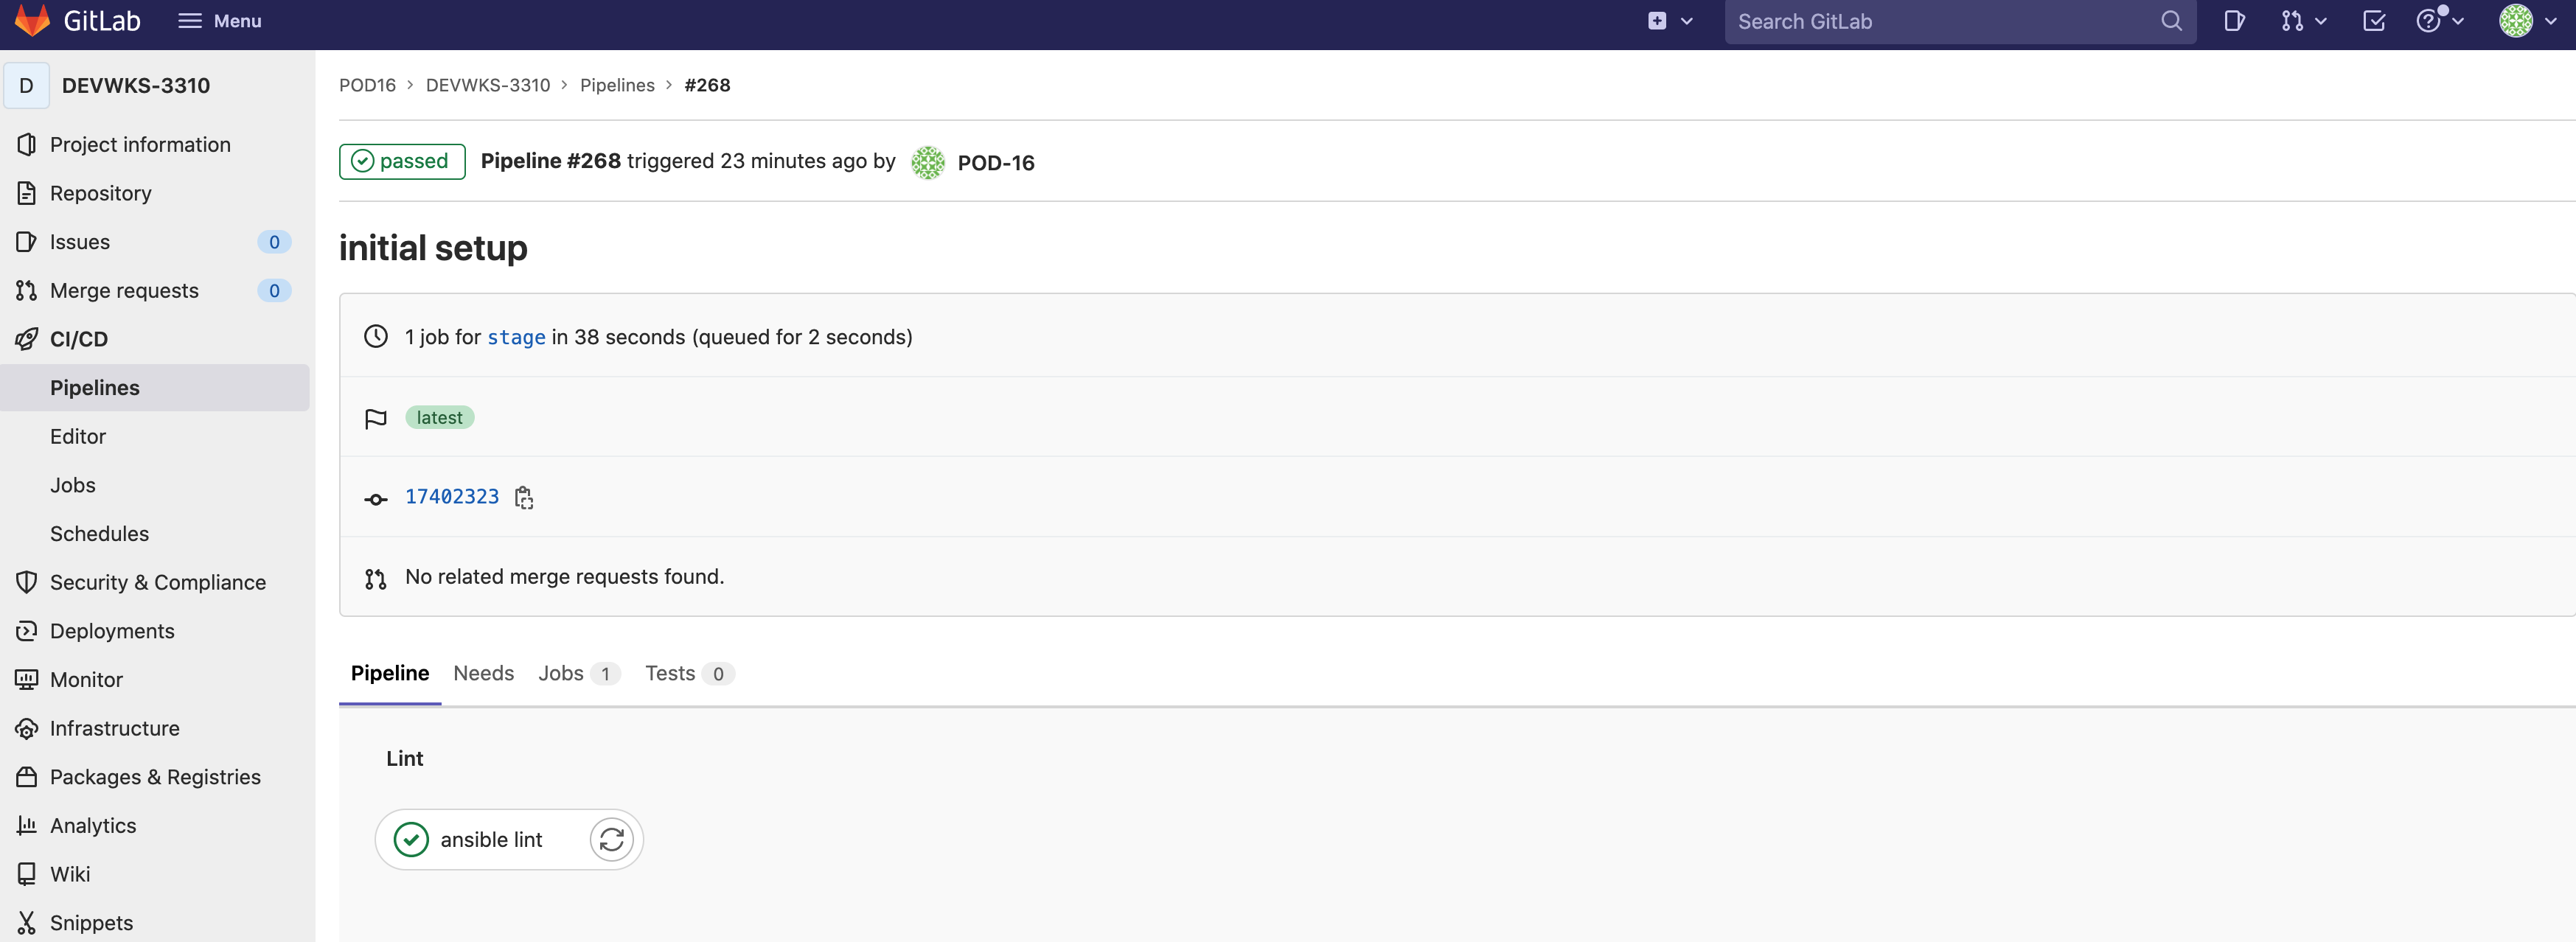 GitLab Menu Search GitLab
D DEVWKS-3310
Project information
Repository
Issues 0
Merge requests 0
CI/CD
Pipelines
Editor
Jobs
Schedules
Security & Compliance
Deployments
Monitor
Infrastructure
Packages & Registries
Analytics
Wiki
Snippets
POD16 > DEVWKS-3310 > Pipelines > #268
passed Pipeline #268 triggered 23 minutes ago by POD-16
initial setup
1 job for stage in 38 seconds (queued for 2 seconds)
latest
17402323
No related merge requests found.
Pipeline Needs Jobs 1 Tests 0
Lint
ansible lint